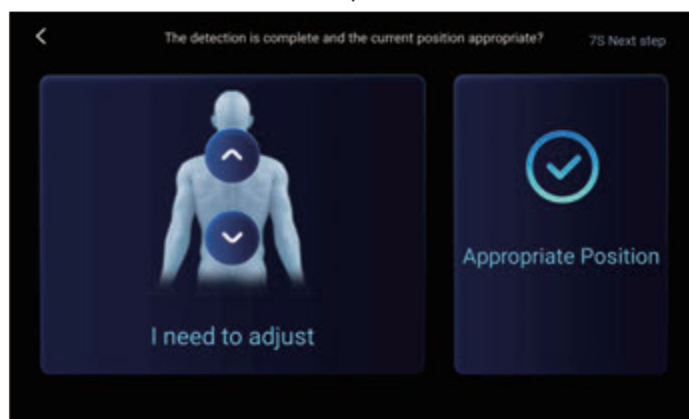 The detection is complete and the current position appropriate?
7S Next step
I need to adjust
Appropriate Position